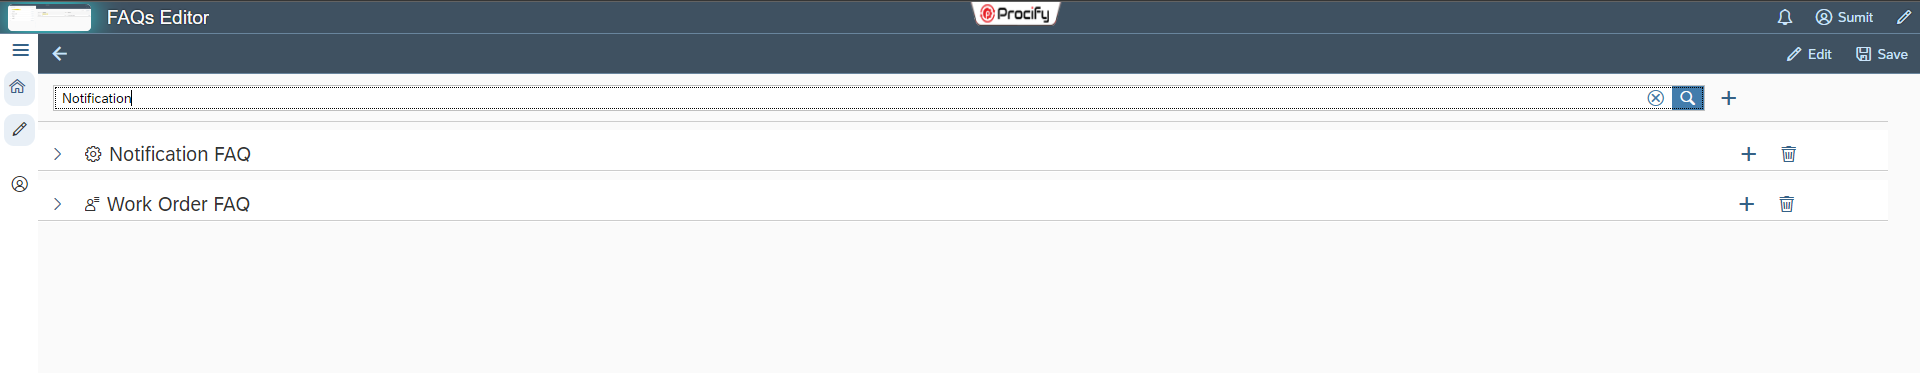 FAQs Editor
Procify
Sumit
Edit
Save
Notification
Notification FAQ
Work Order FAQ